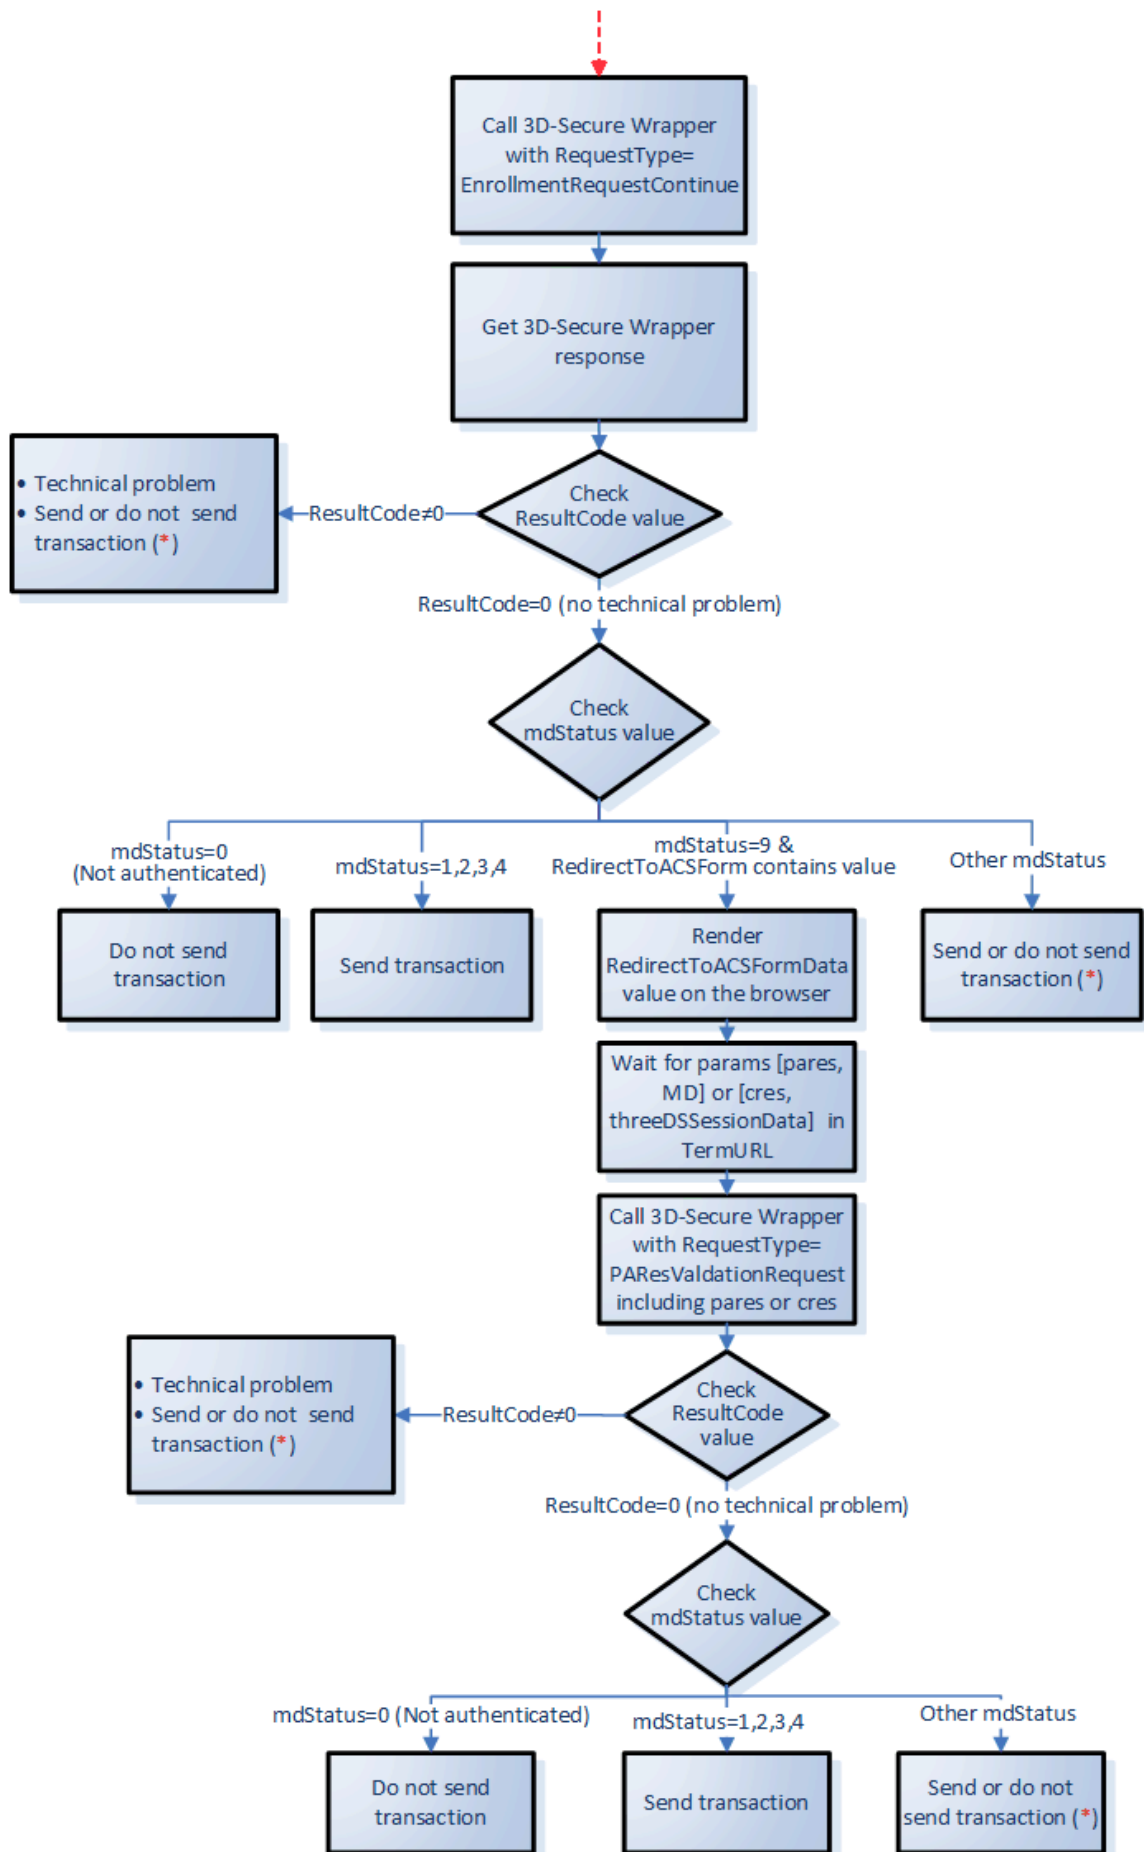 Call 3D-Secure Wrapper
with RequestType=
EnrollmentRequestContinue
Get 3D-Secure Wrapper
response
• Technical problem
• Send or do not send
transaction (*)
ResultCode≠0
Check
ResultCode value
ResultCode=0 (no technical problem)
Check
mdStatus value
mdStatus=0
(Not authenticated)
mdStatus=1,2,3,4
mdStatus=9 &
RedirectToACSForm contains value
Other mdStatus
Do not send
transaction
Send transaction
Render
RedirectToACSFormData
value on the browser
Send or do not send
transaction (*)
Wait for params [pares,
MD] or [cres,
threeDSSessionData] in
TermURL
Call 3D-Secure Wrapper
with RequestType=
PAResValdationRequest
including pares or cres
• Technical problem
• Send or do not send
transaction (*)
ResultCode≠0
Check
ResultCode
value
ResultCode=0 (no technical problem)
Check
mdStatus value
mdStatus=0 (Not authenticated)
mdStatus=1,2,3,4
Other mdStatus
Do not send
transaction
Send transaction
Send or do not
send transaction (*)